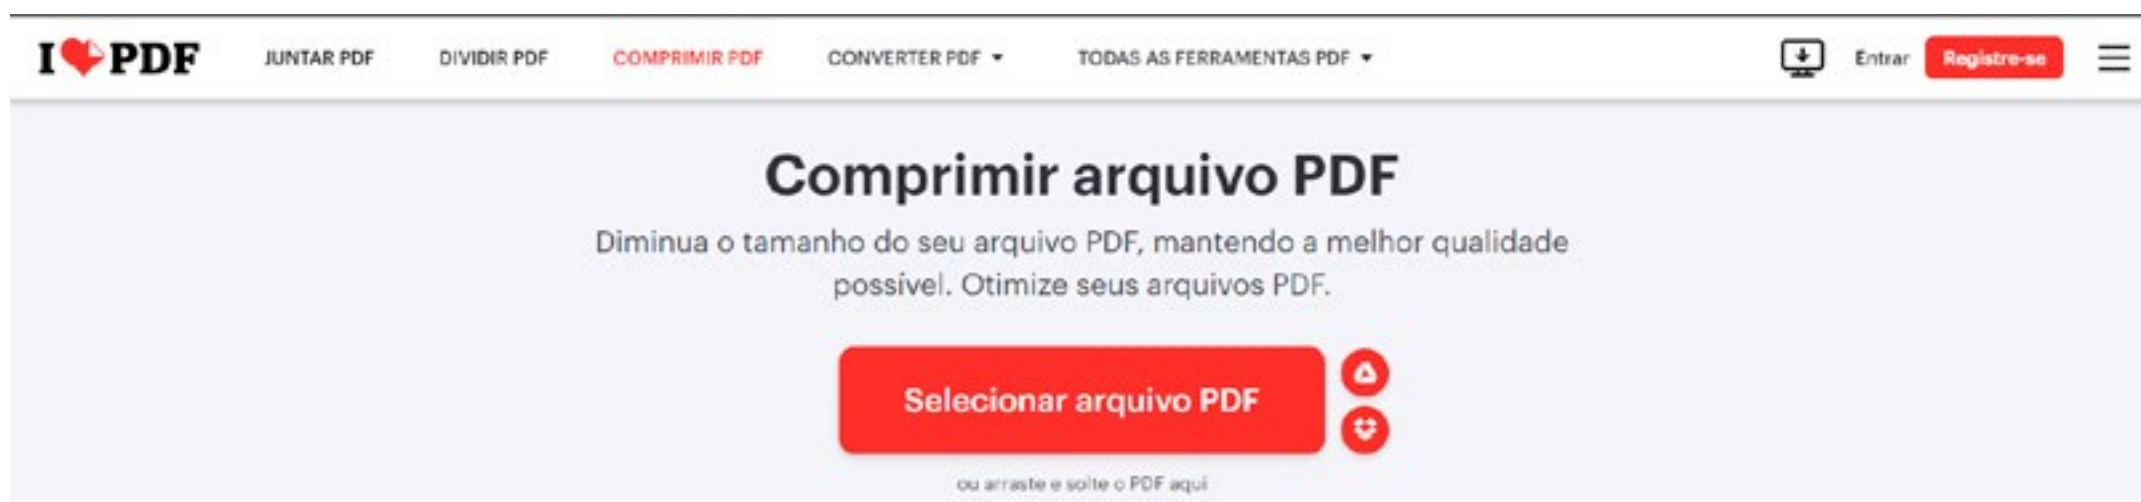 I PDF JUNTAR PDF DIVIDIR PDF COMPRIMIR PDF CONVERTER PDF TODAS AS FERRAMENTAS PDF Entrar Registre-se
Comprimir arquivo PDF
Diminua o tamanho do seu arquivo PDF, mantendo a melhor qualidade
possível. Otimize seus arquivos PDF.
Selecionar arquivo PDF
ou arraste e solte o PDF aqui